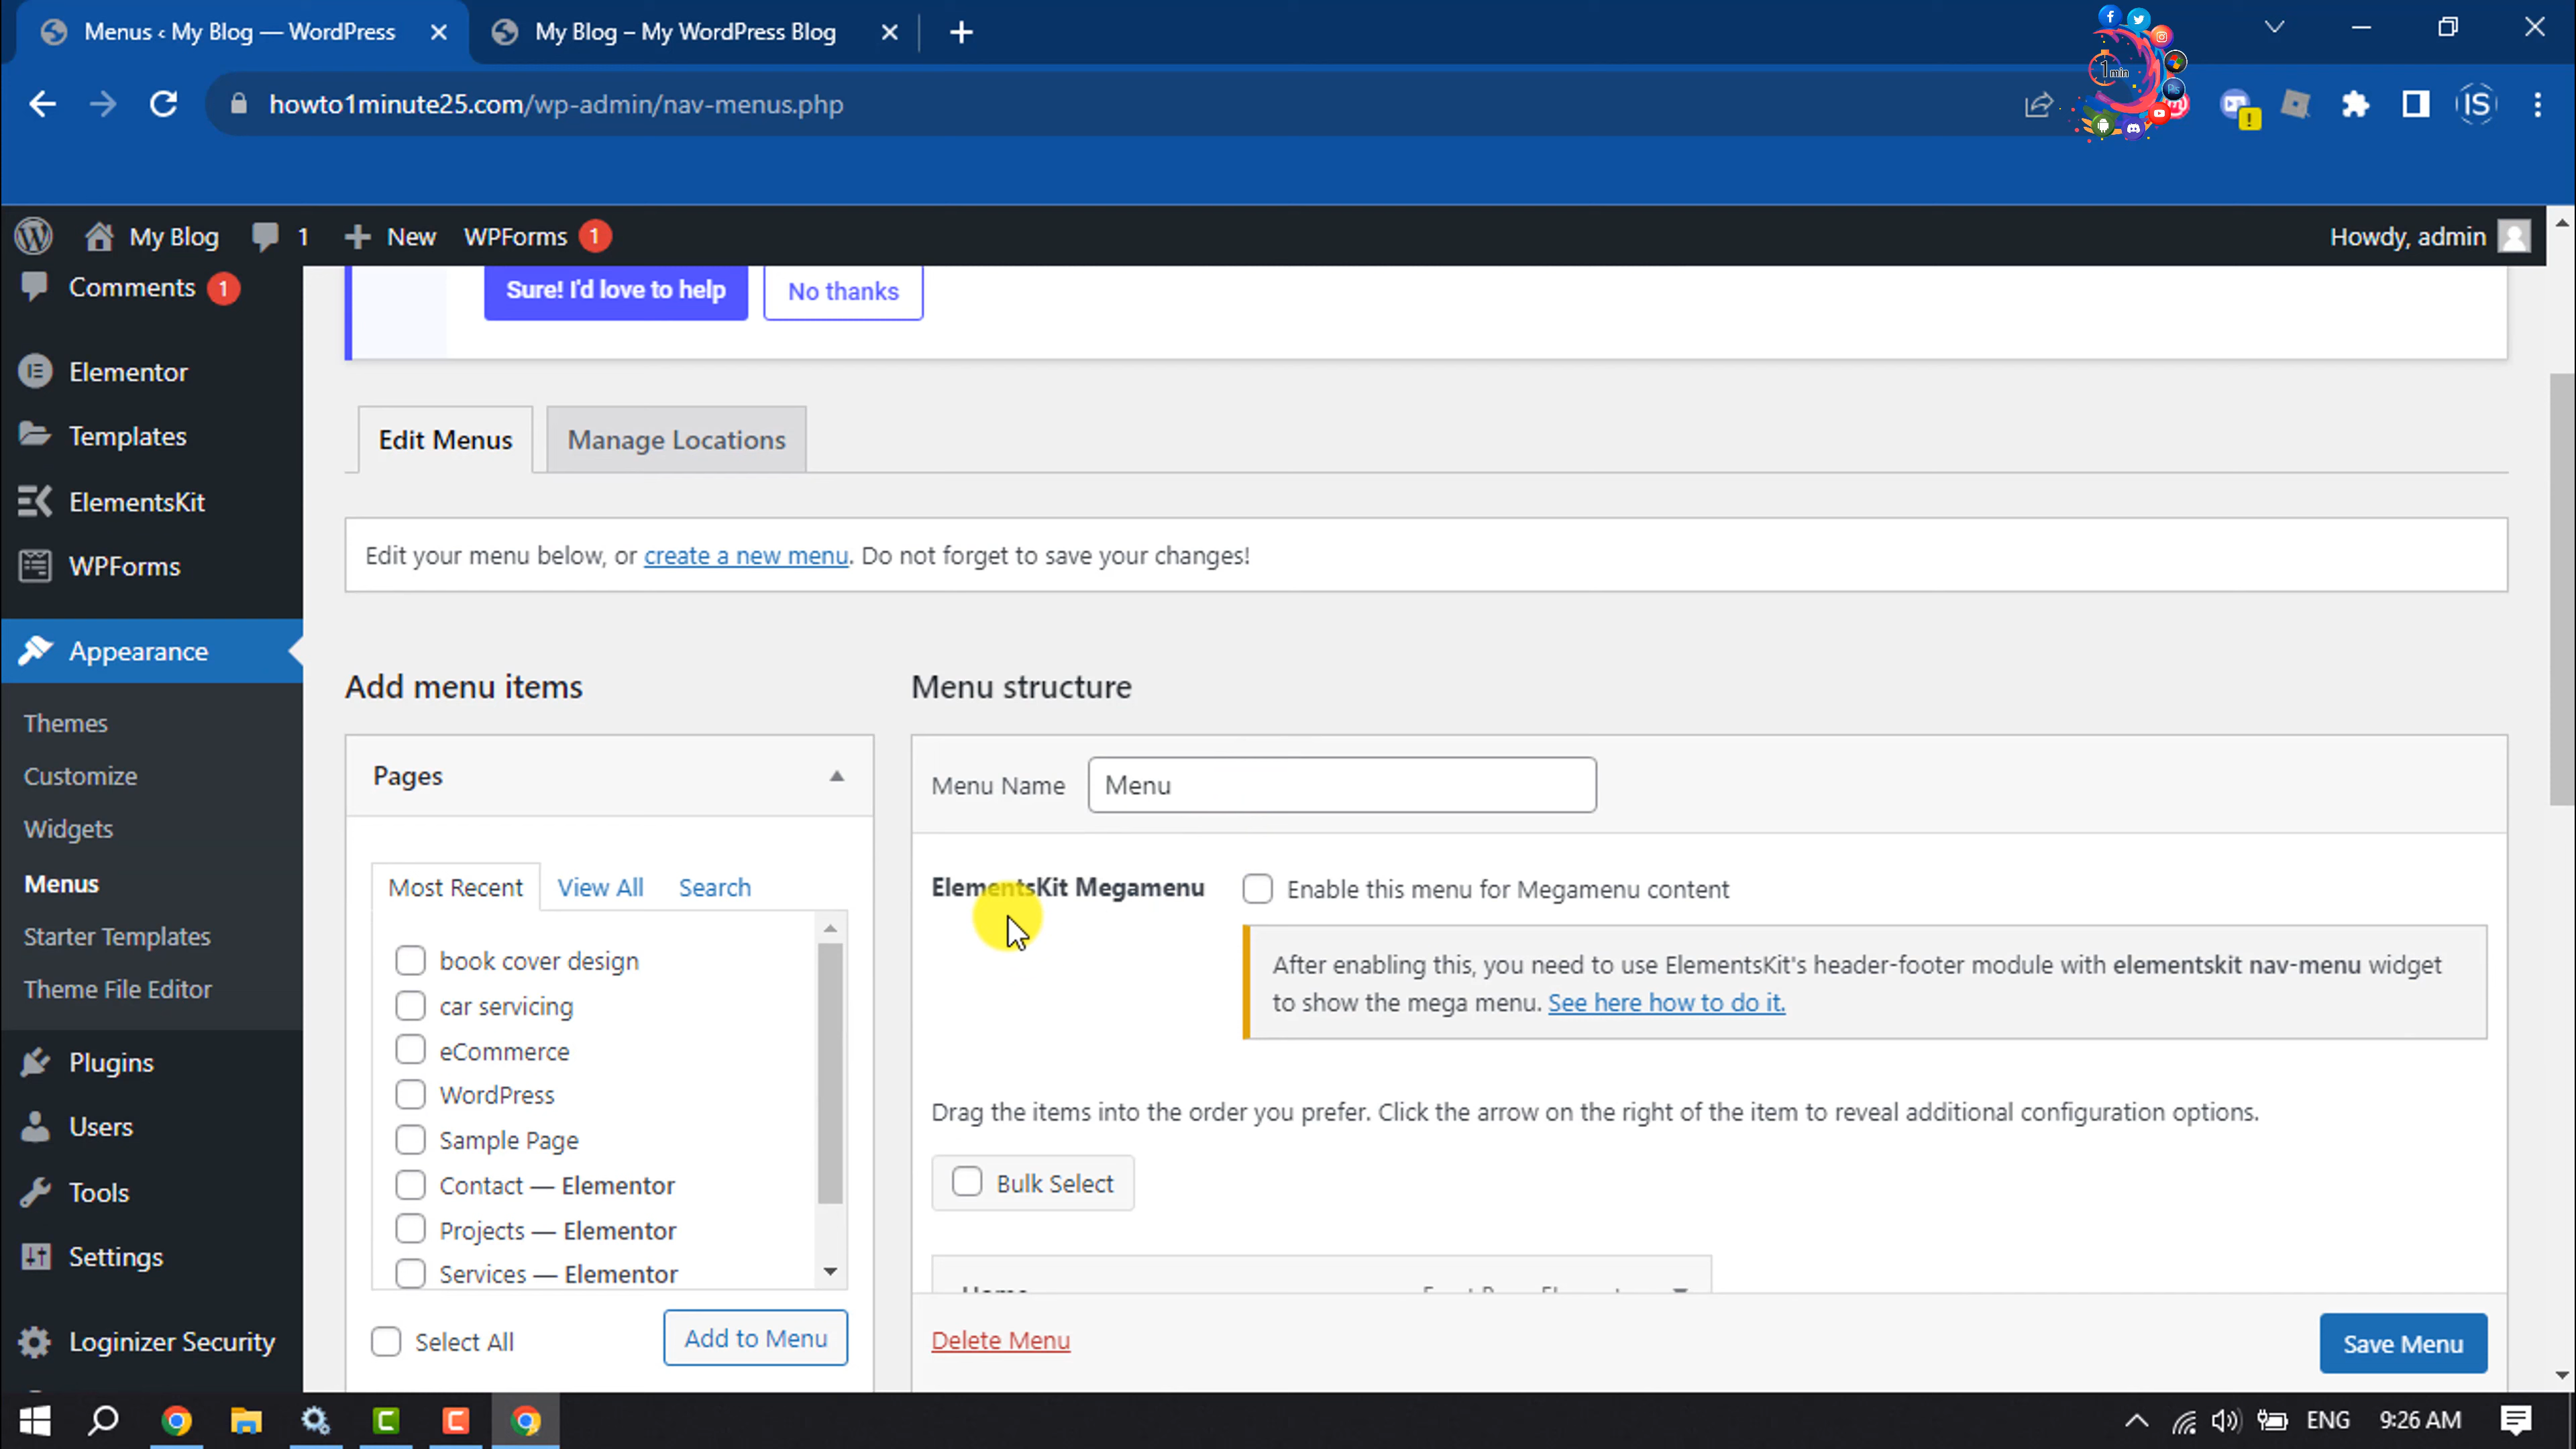 Menus ‹ My Blog — WordPress
My Blog – My WordPress Blog
howto1minute25.com/wp-admin/nav-menus.php
1min
Ps
IS
My Blog
1
New
WPForms 1
Howdy, admin
Comments 1
Elementor
Templates
ElementsKit
WPForms
Appearance
Themes
Customize
Widgets
Menus
Starter Templates
Theme File Editor
Plugins
Users
Tools
Settings
Loginizer Security
Sure! I'd love to help
No thanks
Edit Menus
Manage Locations
Edit your menu below, or create a new menu. Do not forget to save your changes!
Add menu items
Pages
Most Recent
View All
Search
book cover design
car servicing
eCommerce
WordPress
Sample Page
Contact — Elementor
Projects — Elementor
Services — Elementor
Select All
Add to Menu
Menu structure
Menu Name
Menu
ElementsKit Megamenu
Enable this menu for Megamenu content
After enabling this, you need to use ElementsKit's header-footer module with elementskit nav-menu widget
to show the mega menu. See here how to do it.
Drag the items into the order you prefer. Click the arrow on the right of the item to reveal additional configuration options.
Bulk Select
Home
Delete Menu
Save Menu
ENG
9:26 AM